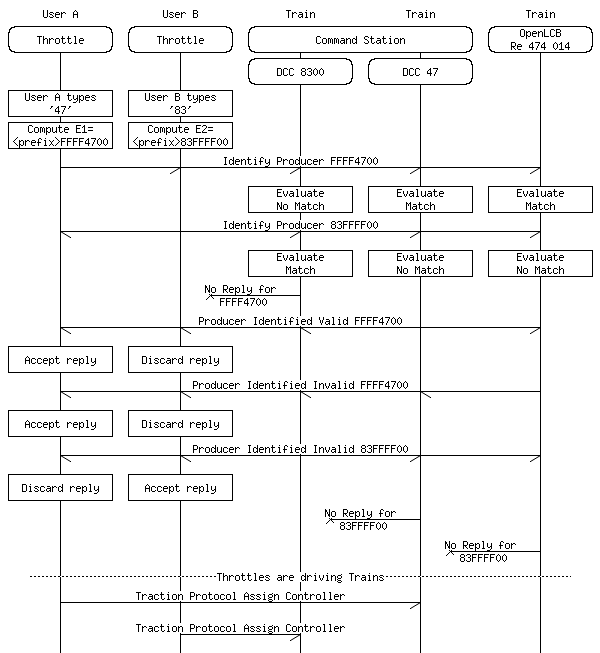 User A User B Train Train Train
Throttle Throttle Command Station OpenLCB
Re 474 014
DCC 8300 DCC 47
User A types User B types
'47' '83'
Compute E1= Compute E2=
<prefix>FFFF4700 <prefix>83FFFF00
Identify Producer FFFF4700
Evaluate Evaluate Evaluate
No Match Match Match
Identify Producer 83FFFF00
Evaluate Evaluate Evaluate
Match No Match No Match
No Reply for
FFFF4700
Producer Identified Valid FFFF4700
Accept reply Discard reply
Producer Identified Invalid FFFF4700
Accept reply Discard reply
Producer Identified Invalid 83FFFF00
Discard reply Accept reply
No Reply for
83FFFF00
No Reply for
83FFFF00
Throttles are driving Trains
Traction Protocol Assign Controller
Traction Protocol Assign Controller